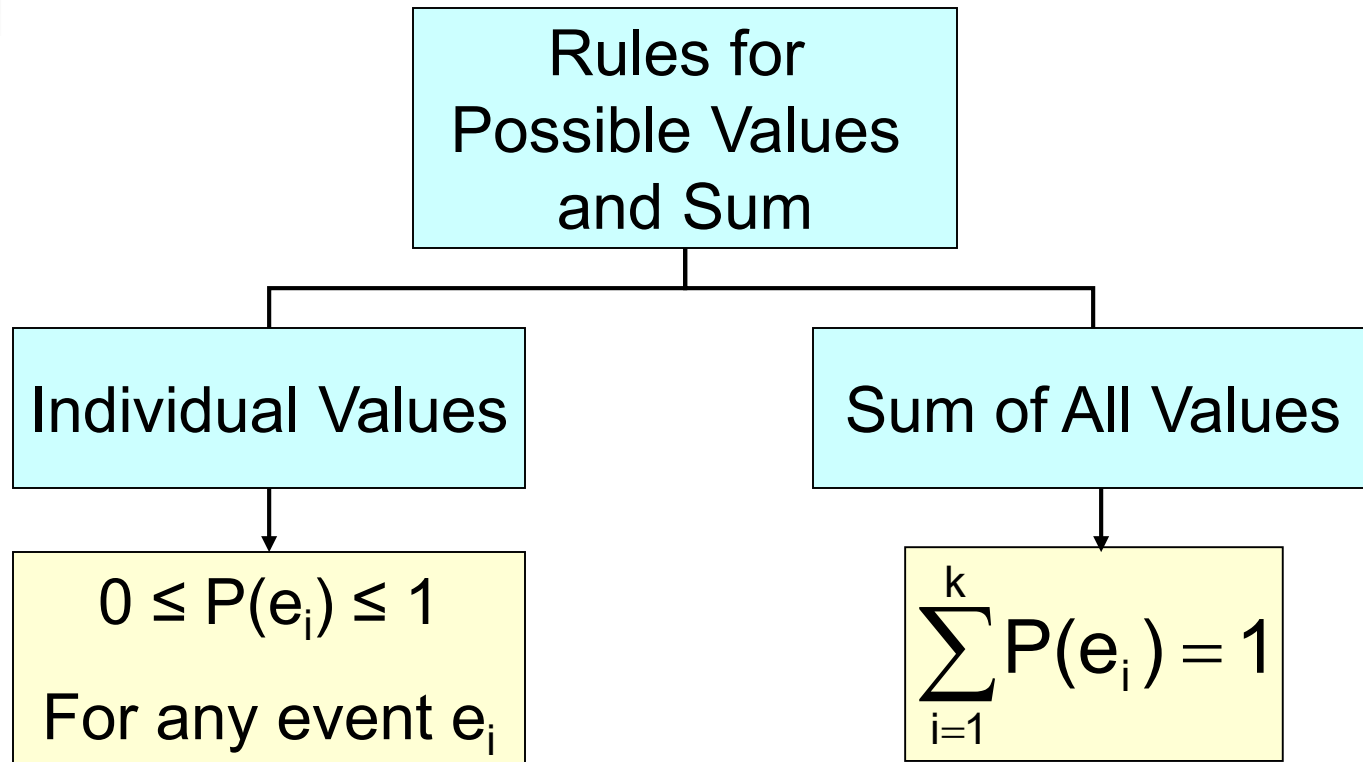 Rules for
Possible Values
and Sum
Individual Values
Sum of All Values
0 ≤ P(eᵢ) ≤ 1
For any event eᵢ
k
∑P(eᵢ) = 1
i=1